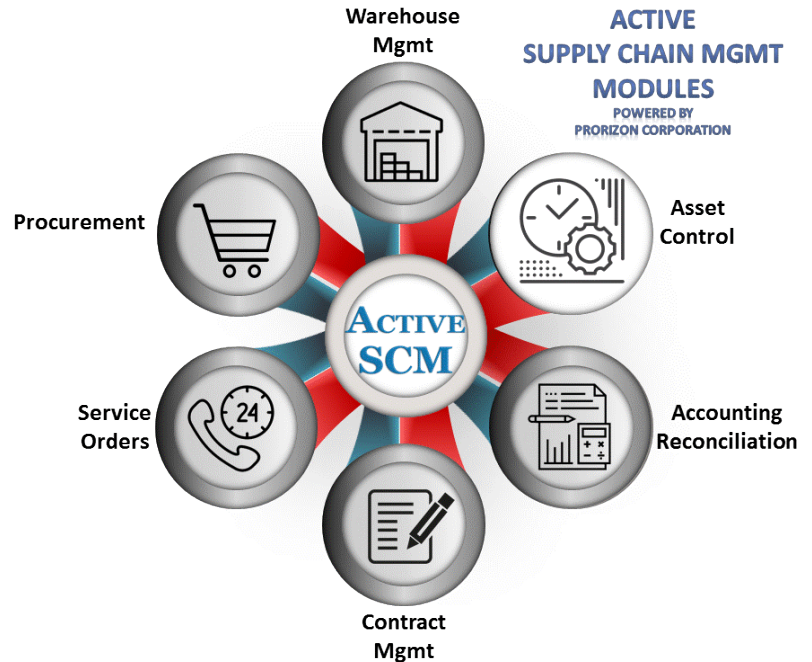 Warehouse
Mgmt
ACTIVE
SUPPLY CHAIN MGMT
MODULES
POWERED BY
PRORIZON CORPORATION
Procurement
Asset
Control
ACTIVE
SCM
Service
Orders
24
Accounting
Reconciliation
Contract
Mgmt